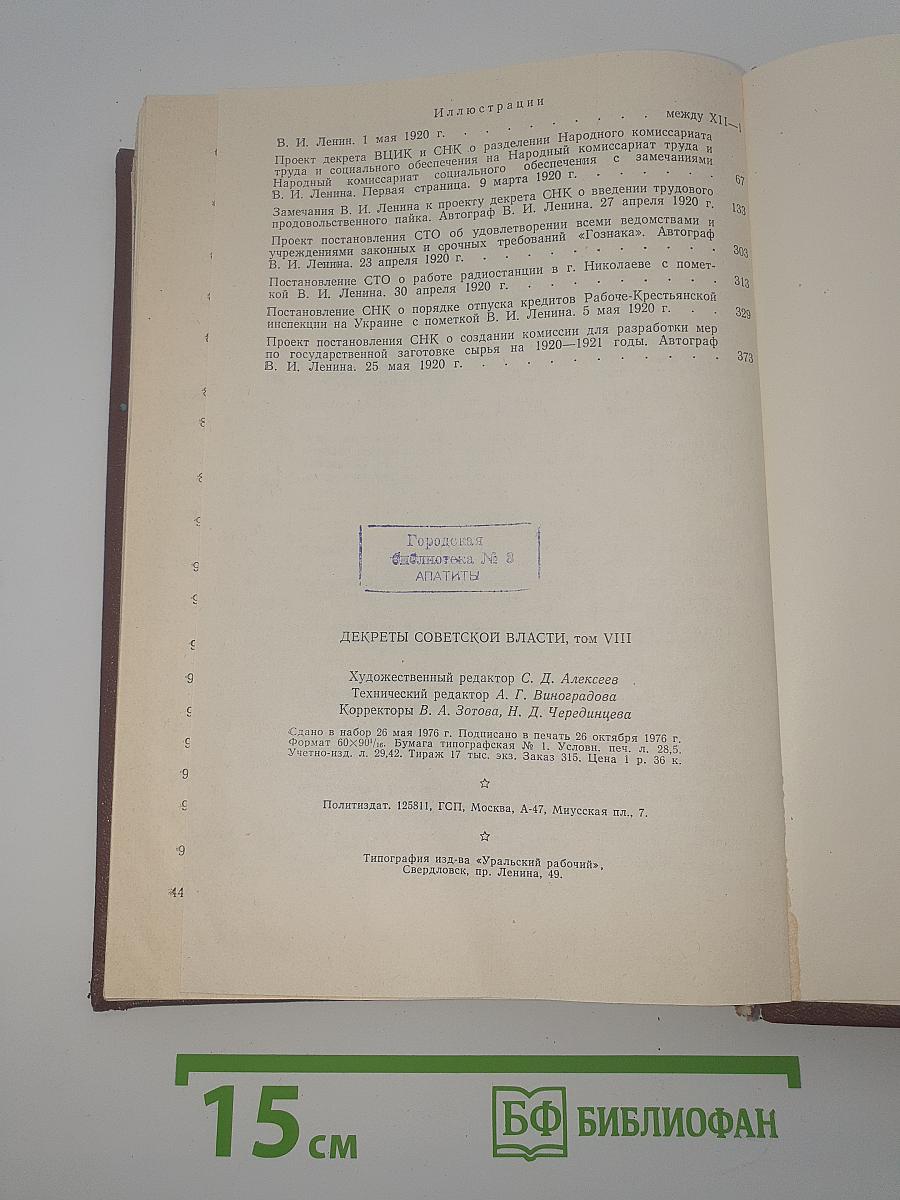 Иллюстрации
В. И. Ленин. 1 мая 1920 г. . . . . . . . . между XII—1
Проект декрета ВЦИК и СНК о разделении Народного комиссариата
труда и социального обеспечения на Народный комиссариат труда и
Народный комиссариат социального обеспечения с замечаниями
В. И. Ленина. Первая страница. 9 марта 1920 г. . . . . . . 67
Замечания В. И. Ленина к проекту декрета СНК о введении трудового
продовольственного пайка. Автограф В. И. Ленина. 27 апреля 1920 г. 133
Проект постановления СТО об удовлетворении всеми ведомствами и
учреждениями законных и срочных требований «Гознака». Автограф
В. И. Ленина. 23 апреля 1920 г. . . . . . . . . . . . 303
Постановление СТО о работе радиостанции в г. Николаеве с помет-
кой В. И. Ленина. 30 апреля 1920 г. . . . . . . . . . 313
Постановление СНК о порядке отпуска кредитов Рабоче-Крестьянской
инспекции на Украине с пометкой В. И. Ленина. 5 мая 1920 г. . . 329
Проект постановления СНК о создании комиссии для разработки мер
по государственной заготовке сырья на 1920—1921 годы. Автограф
В. И. Ленина. 25 мая 1920 г. . . . . . . . . . . . 373
Городская
библиотека № 3
АПАТИТЫ
ДЕКРЕТЫ СОВЕТСКОЙ ВЛАСТИ, том VIII
Художественный редактор С. Д. Алексеев
Технический редактор А. Г. Виноградова
Корректоры В. А. Зотова, Н. Д. Черединцева
Сдано в набор 26 мая 1976 г. Подписано в печать 26 октября 1976 г.
Формат 60×90¹/₁₆. Бумага типографская № 1. Условн. печ. л. 28,5.
Учетно-изд. л. 29,42. Тираж 17 тыс. экз. Заказ 315. Цена 1 р. 36 к.
Политиздат. 125811, ГСП, Москва, А-47, Миусская пл., 7.
Типография изд-ва «Уральский рабочий»,
Свердловск, пр. Ленина, 49.
44
15 см
БФ БИБЛИОФАН